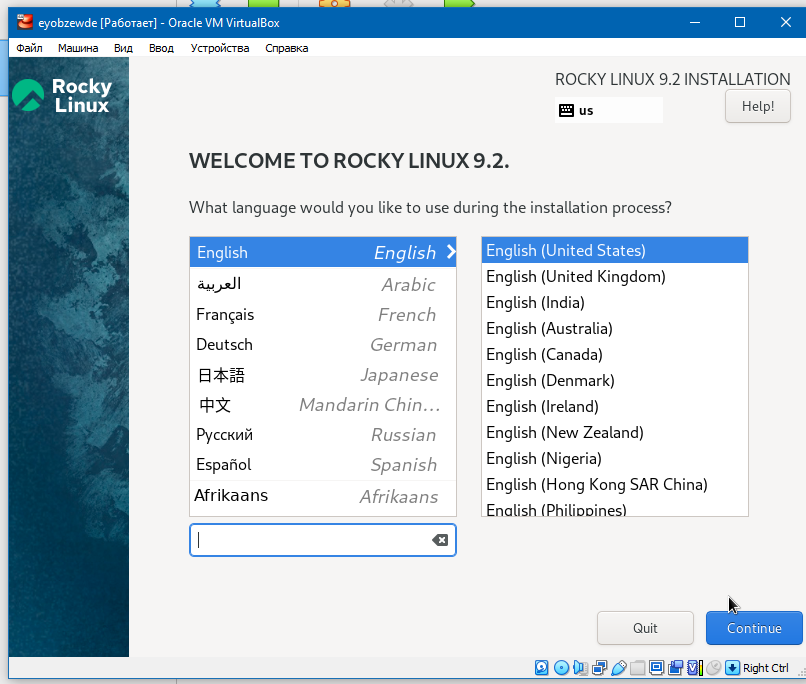 eyobzewde [Работает] - Oracle VM VirtualBox
Файл Машина Вид Ввод Устройства Справка
Rocky
Linux
ROCKY LINUX 9.2 INSTALLATION
us
Help!
WELCOME TO ROCKY LINUX 9.2.
What language would you like to use during the installation process?
English English
العربية Arabic
Français French
Deutsch German
日本語 Japanese
中文 Mandarin Chin...
Русский Russian
Español Spanish
Afrikaans Afrikaans
English (United States)
English (United Kingdom)
English (India)
English (Australia)
English (Canada)
English (Denmark)
English (Ireland)
English (New Zealand)
English (Nigeria)
English (Hong Kong SAR China)
English (Philippines)
Quit
Continue
Right Ctrl